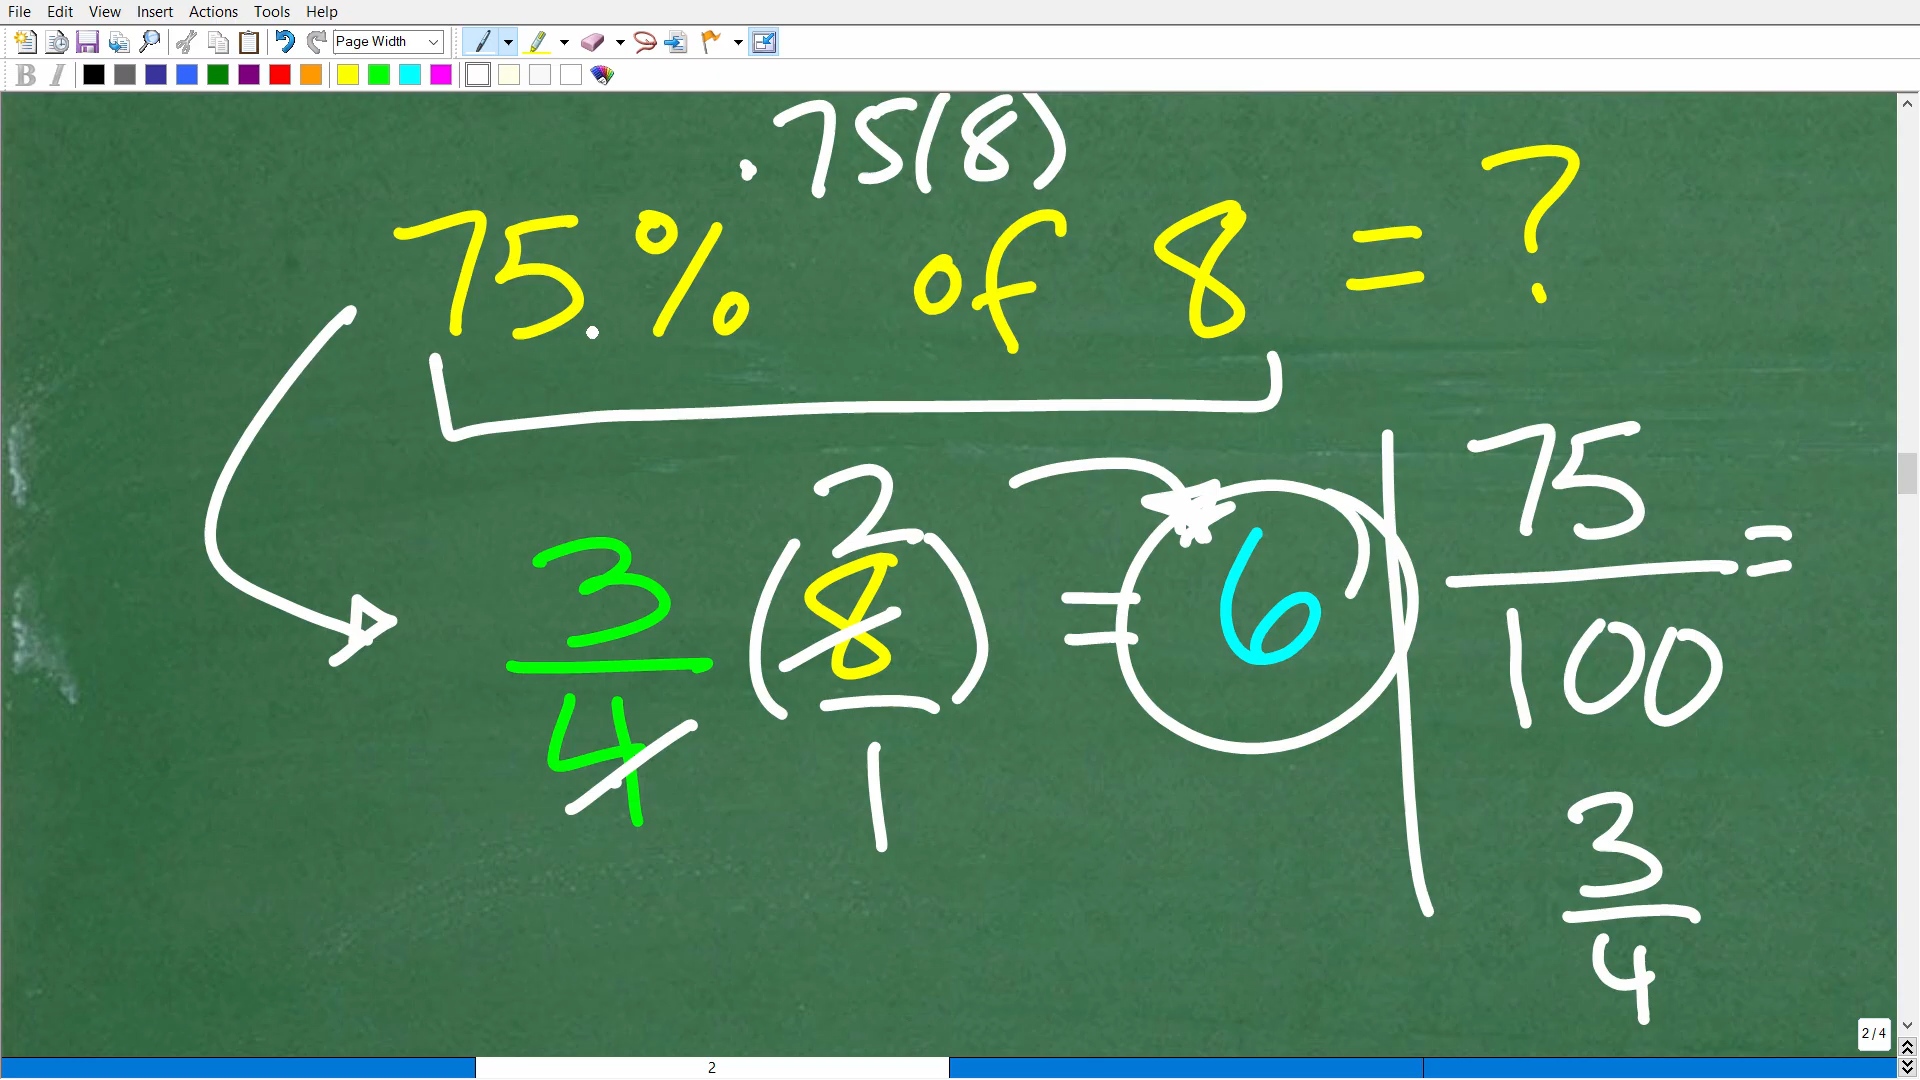 File Edit View Insert Actions Tools Help
Page Width
B I
.75(8)
75.% of 8 = ?
2
3/4 (8/1) = 6
75/100 =
3/4
2 / 4
2